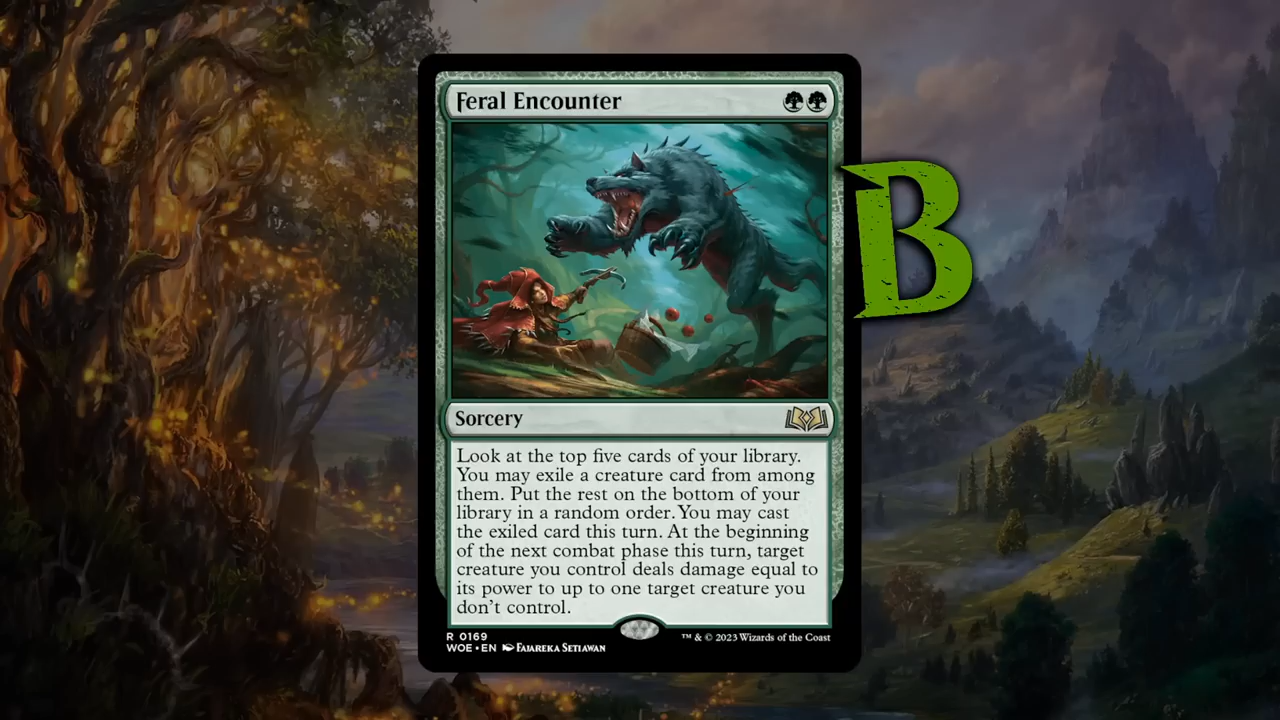 Feral Encounter
B
Sorcery
Look at the top five cards of your library.
You may exile a creature card from among
them. Put the rest on the bottom of your
library in a random order. You may cast
the exiled card this turn. At the beginning
of the next combat phase this turn, target
creature you control deals damage equal to
its power to up to one target creature you
don't control.
R 0169
™ & © 2023 Wizards of the Coast
WOE • EN Fajareka Setiawan